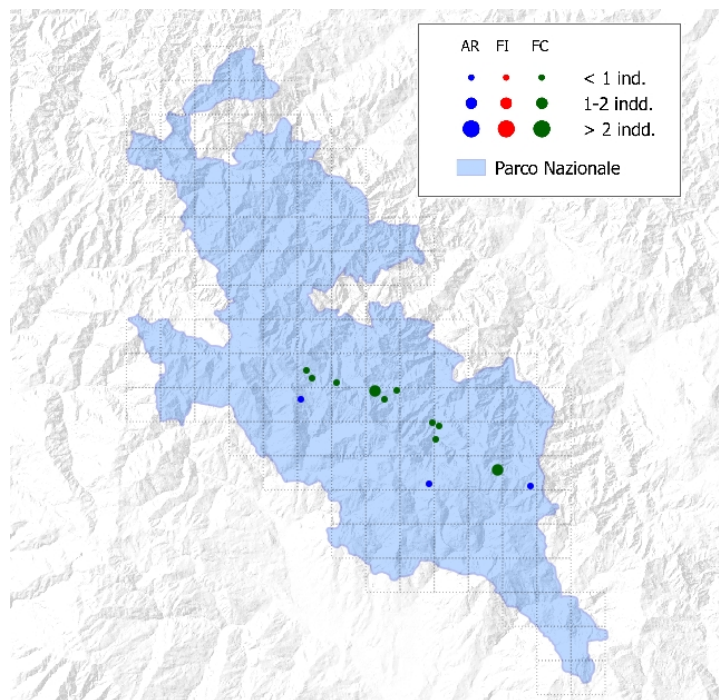 AR FI FC
< 1 ind.
1-2 indd.
> 2 indd.
Parco Nazionale